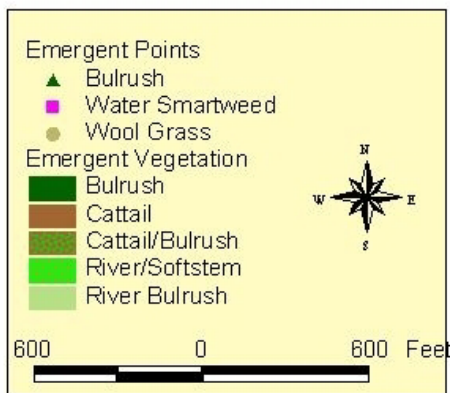 Emergent Points
Bulrush
Water Smartweed
Wool Grass
Emergent Vegetation
Bulrush
Cattail
Cattail/Bulrush
River/Softstem
River Bulrush
N
W E
S
600 0 600 Feet